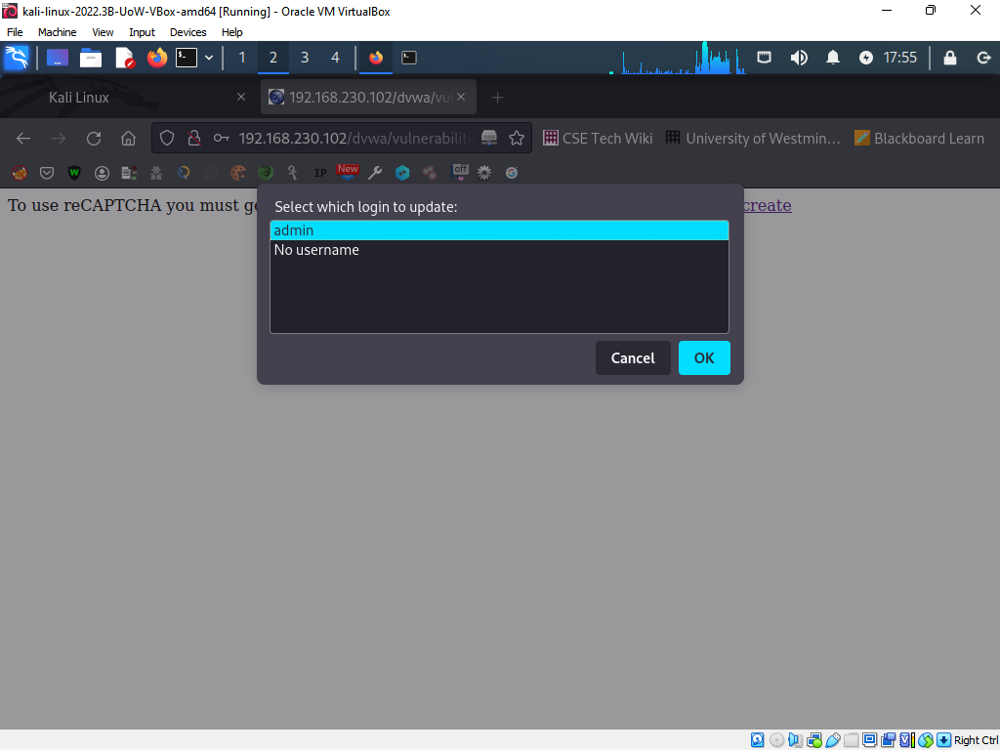 kali-linux-2022.3B-UoW-VBox-amd64 [Running] - Oracle VM VirtualBox
File Machine View Input Devices Help
1 2 3 4 17:55
Kali Linux 192.168.230.102/dvwa/vul
192.168.230.102/dvwa/vulnerabiliti CSE Tech Wiki University of Westmin… Blackboard Learn
IP New off
To use reCAPTCHA you must ge create
Select which login to update:
admin
No username
Cancel OK
Right Ctrl